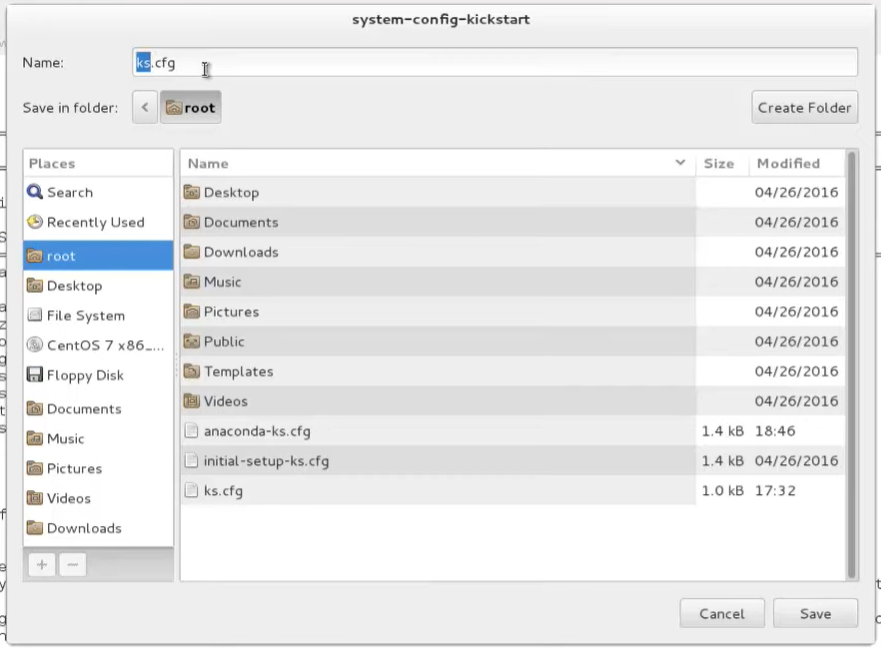 system-config-kickstart
Name: ks.cfg
Save in folder: < root Create Folder
Places
Search
Recently Used
root
Desktop
File System
CentOS 7 x86_...
Floppy Disk
Documents
Music
Pictures
Videos
Downloads
Name Size Modified
Desktop 04/26/2016
Documents 04/26/2016
Downloads 04/26/2016
Music 04/26/2016
Pictures 04/26/2016
Public 04/26/2016
Templates 04/26/2016
Videos 04/26/2016
anaconda-ks.cfg 1.4 kB 18:46
initial-setup-ks.cfg 1.4 kB 04/26/2016
ks.cfg 1.0 kB 17:32
Cancel Save